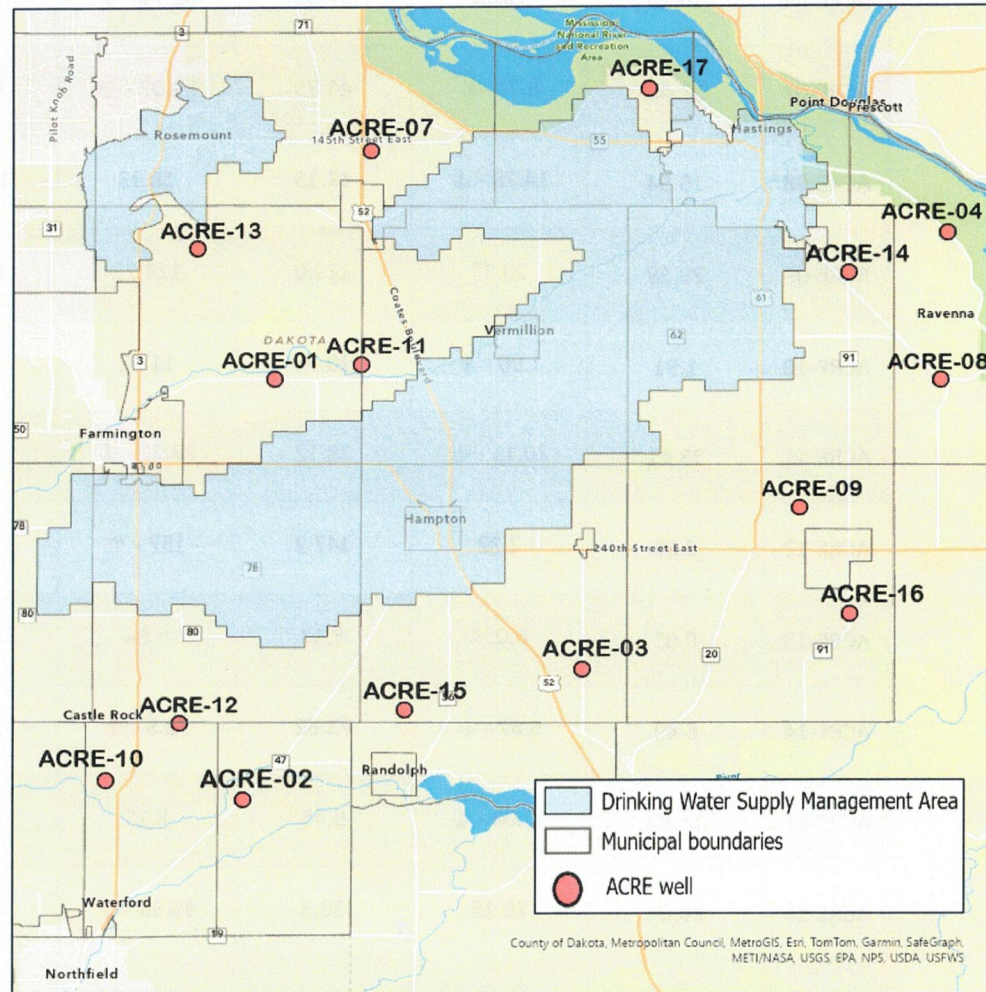 71
3
Mississippi
National River
and Recreation
Area
Pilot Knob Road
ACRE-17
Point Douglas
Prescott
Rosemount
ACRE-07
145th Street East
55
Hastings
52
31
ACRE-13
ACRE-04
ACRE-14
61
Coates Boulevard
Ravenna
Vermillion
62
DAKOTA
ACRE-01
ACRE-11
3
91
ACRE-08
50
Farmington
ACRE-09
78
Hampton
240th Street East
78
ACRE-16
80
80
ACRE-03
91
20
52
ACRE-15
56
ACRE-12
Castle Rock
ACRE-10
47
Randolph
ACRE-02
Drinking Water Supply Management Area
Municipal boundaries
ACRE well
Waterford
19
Northfield
County of Dakota, Metropolitan Council, MetroGIS, Esri, TomTom, Garmin, SafeGraph,
METI/NASA, USGS, EPA, NPS, USDA, USFWS